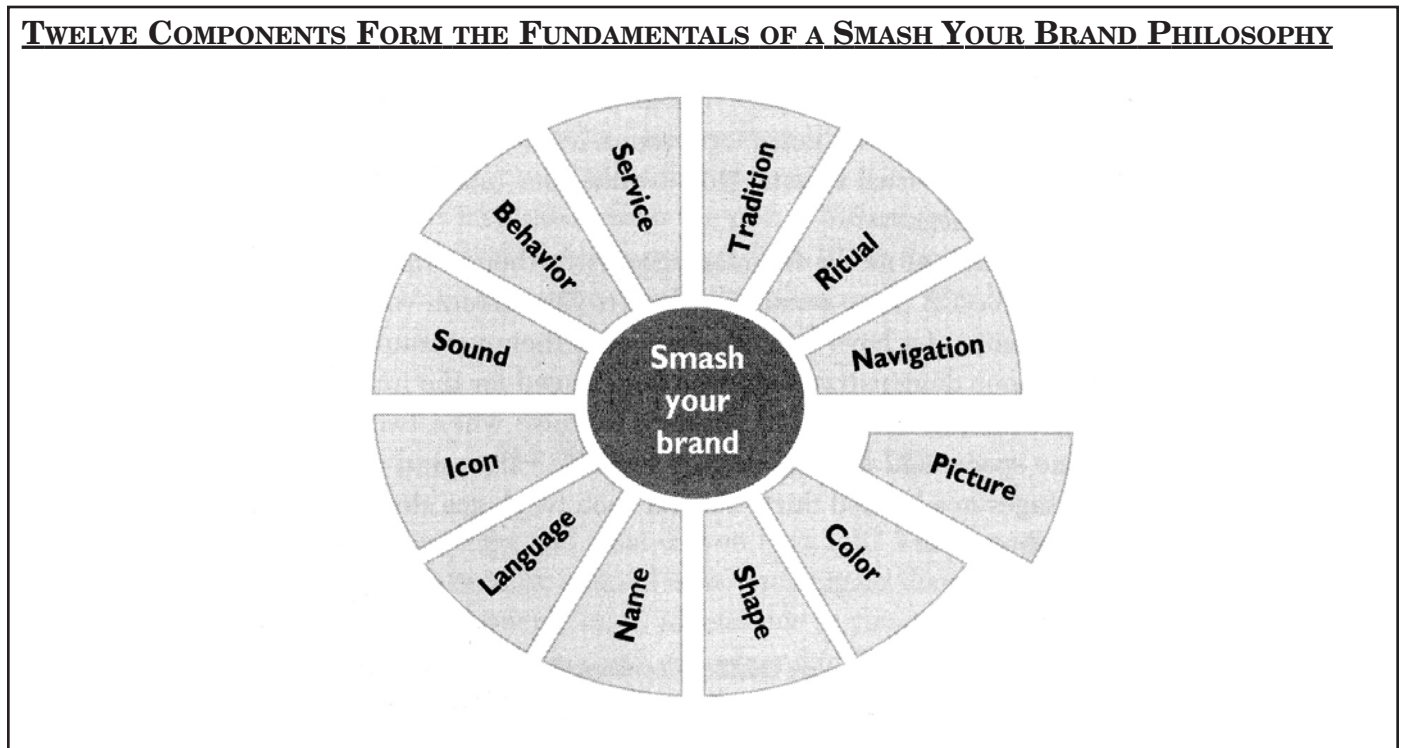 TWELVE COMPONENTS FORM THE FUNDAMENTALS OF A SMASH YOUR BRAND PHILOSOPHY
Service
Tradition
Behavior
Ritual
Sound
Navigation
Smash
your
brand
Icon
Picture
Language
Color
Name
Shape